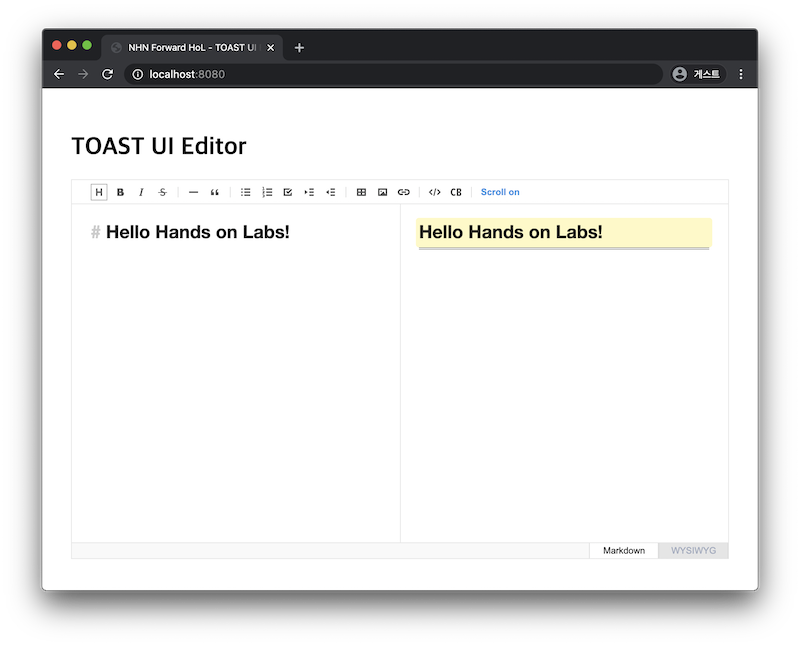 NHN Forward HoL - TOAST UI
localhost:8080
게스트
TOAST UI Editor
H B I S “ </> CB Scroll on
# Hello Hands on Labs!
Hello Hands on Labs!
Markdown WYSIWYG